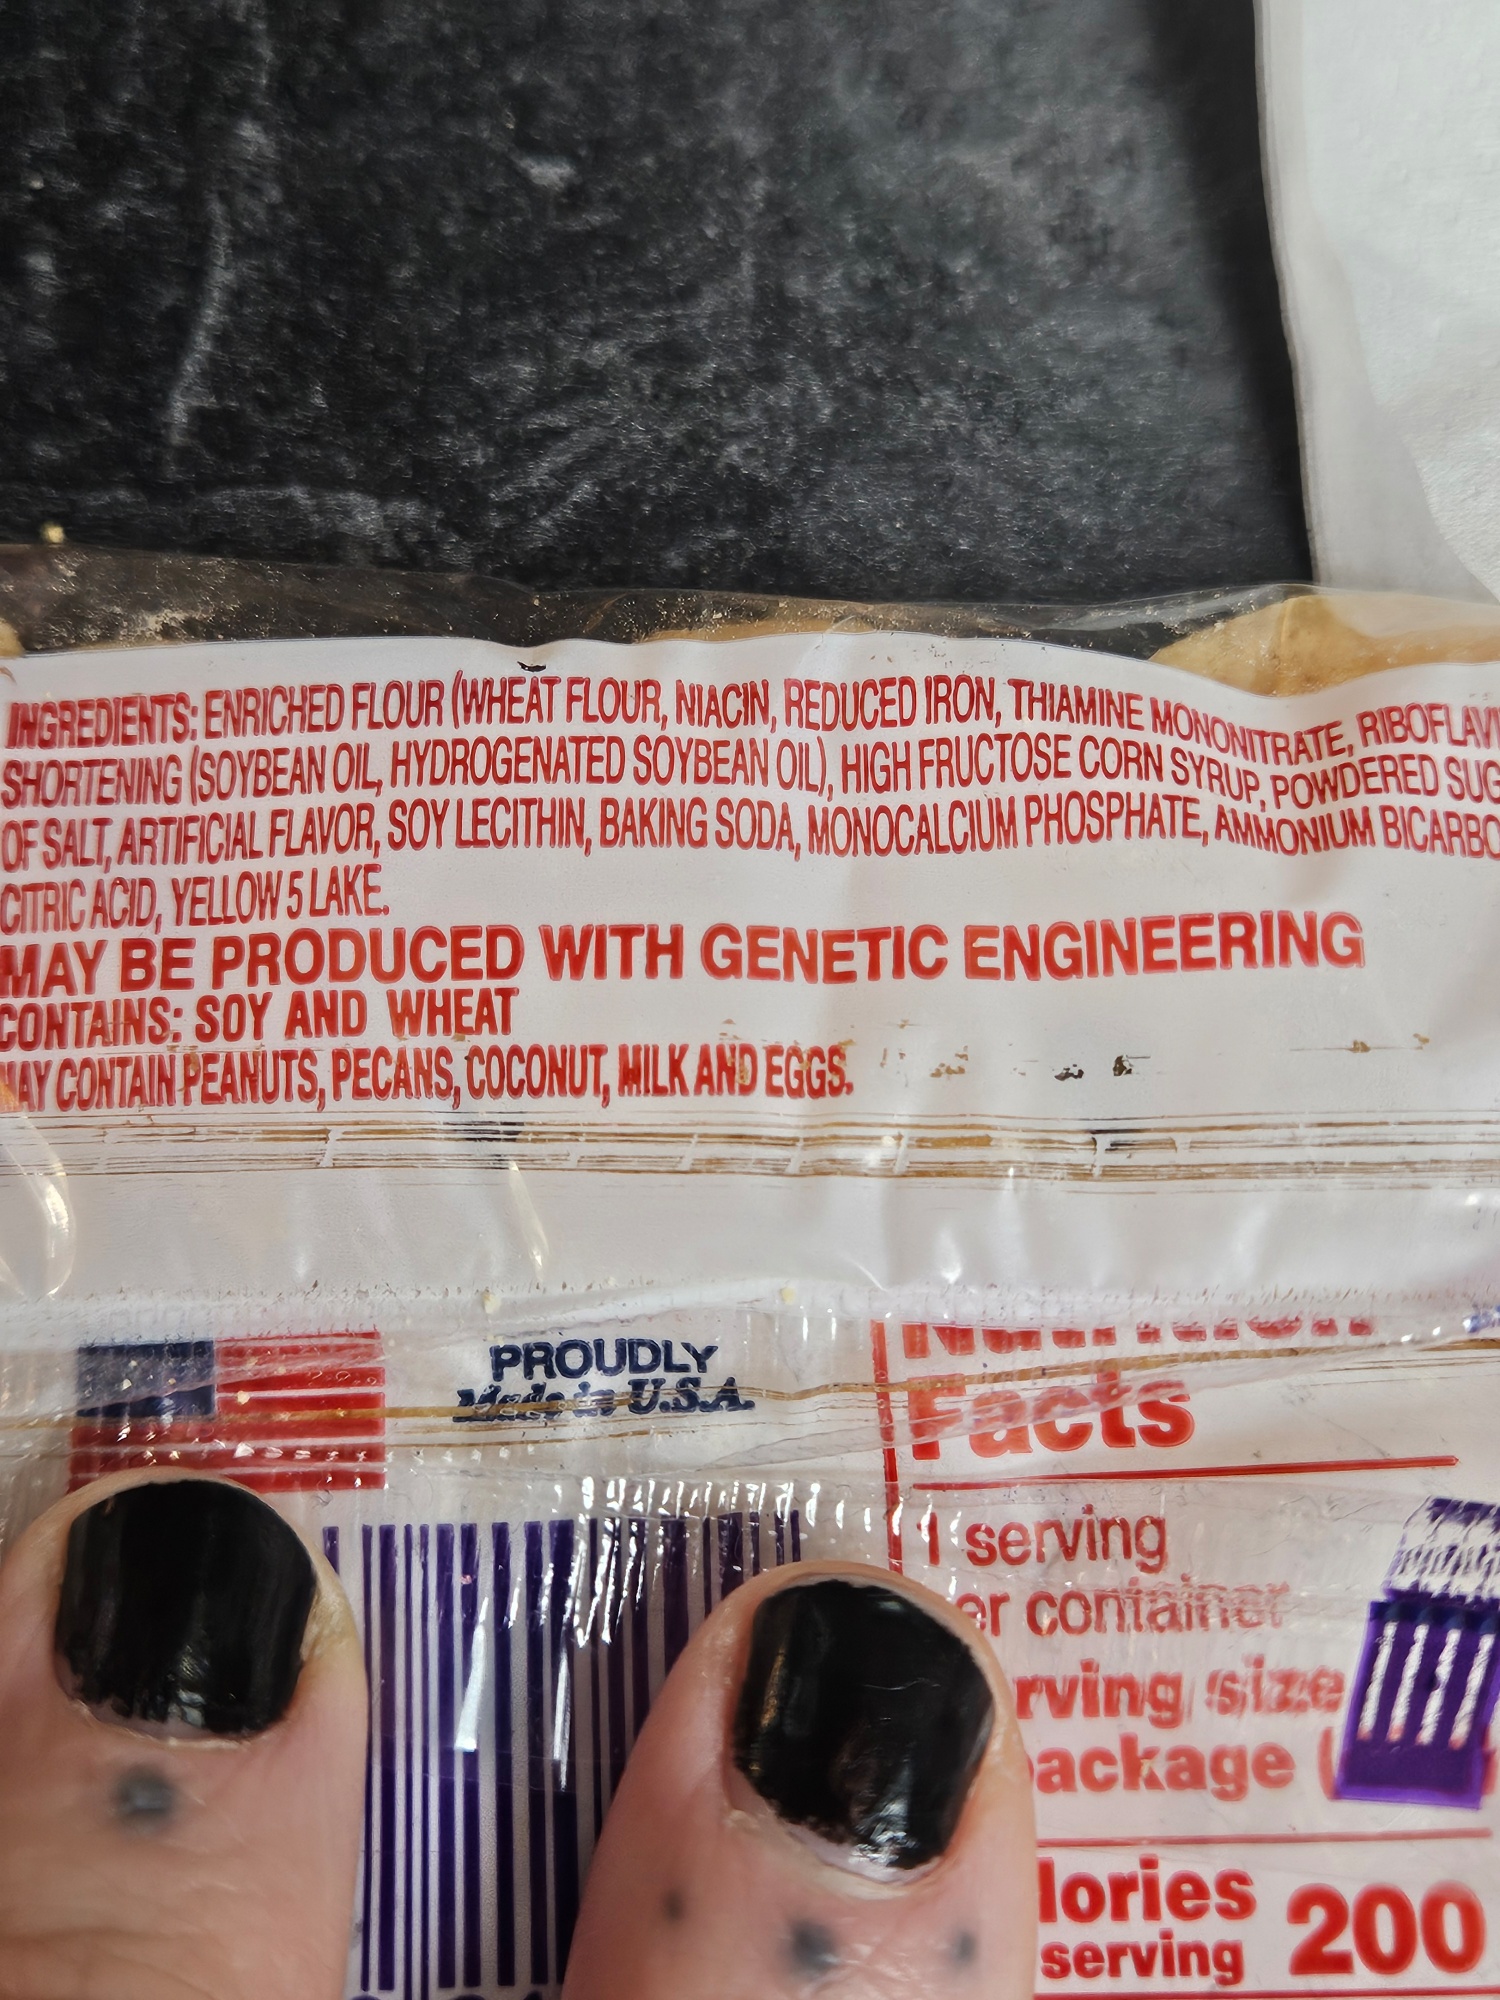 INGREDIENTS: ENRICHED FLOUR (WHEAT FLOUR, NIACIN, REDUCED IRON, THIAMINE MONONITRATE, RIBOFLAVI
SHORTENING (SOYBEAN OIL, HYDROGENATED SOYBEAN OIL), HIGH FRUCTOSE CORN SYRUP, POWDERED SUG
OF SALT, ARTIFICIAL FLAVOR, SOY LECITHIN, BAKING SODA, MONOCALCIUM PHOSPHATE, AMMONIUM BICARBO
CITRIC ACID, YELLOW 5 LAKE.
MAY BE PRODUCED WITH GENETIC ENGINEERING
CONTAINS: SOY AND WHEAT
MAY CONTAIN PEANUTS, PECANS, COCONUT, MILK AND EGGS.
PROUDLY
Made in U.S.A.
Nutrition
Facts
1 serving
er container
rving size
ackage (
lories
serving
200